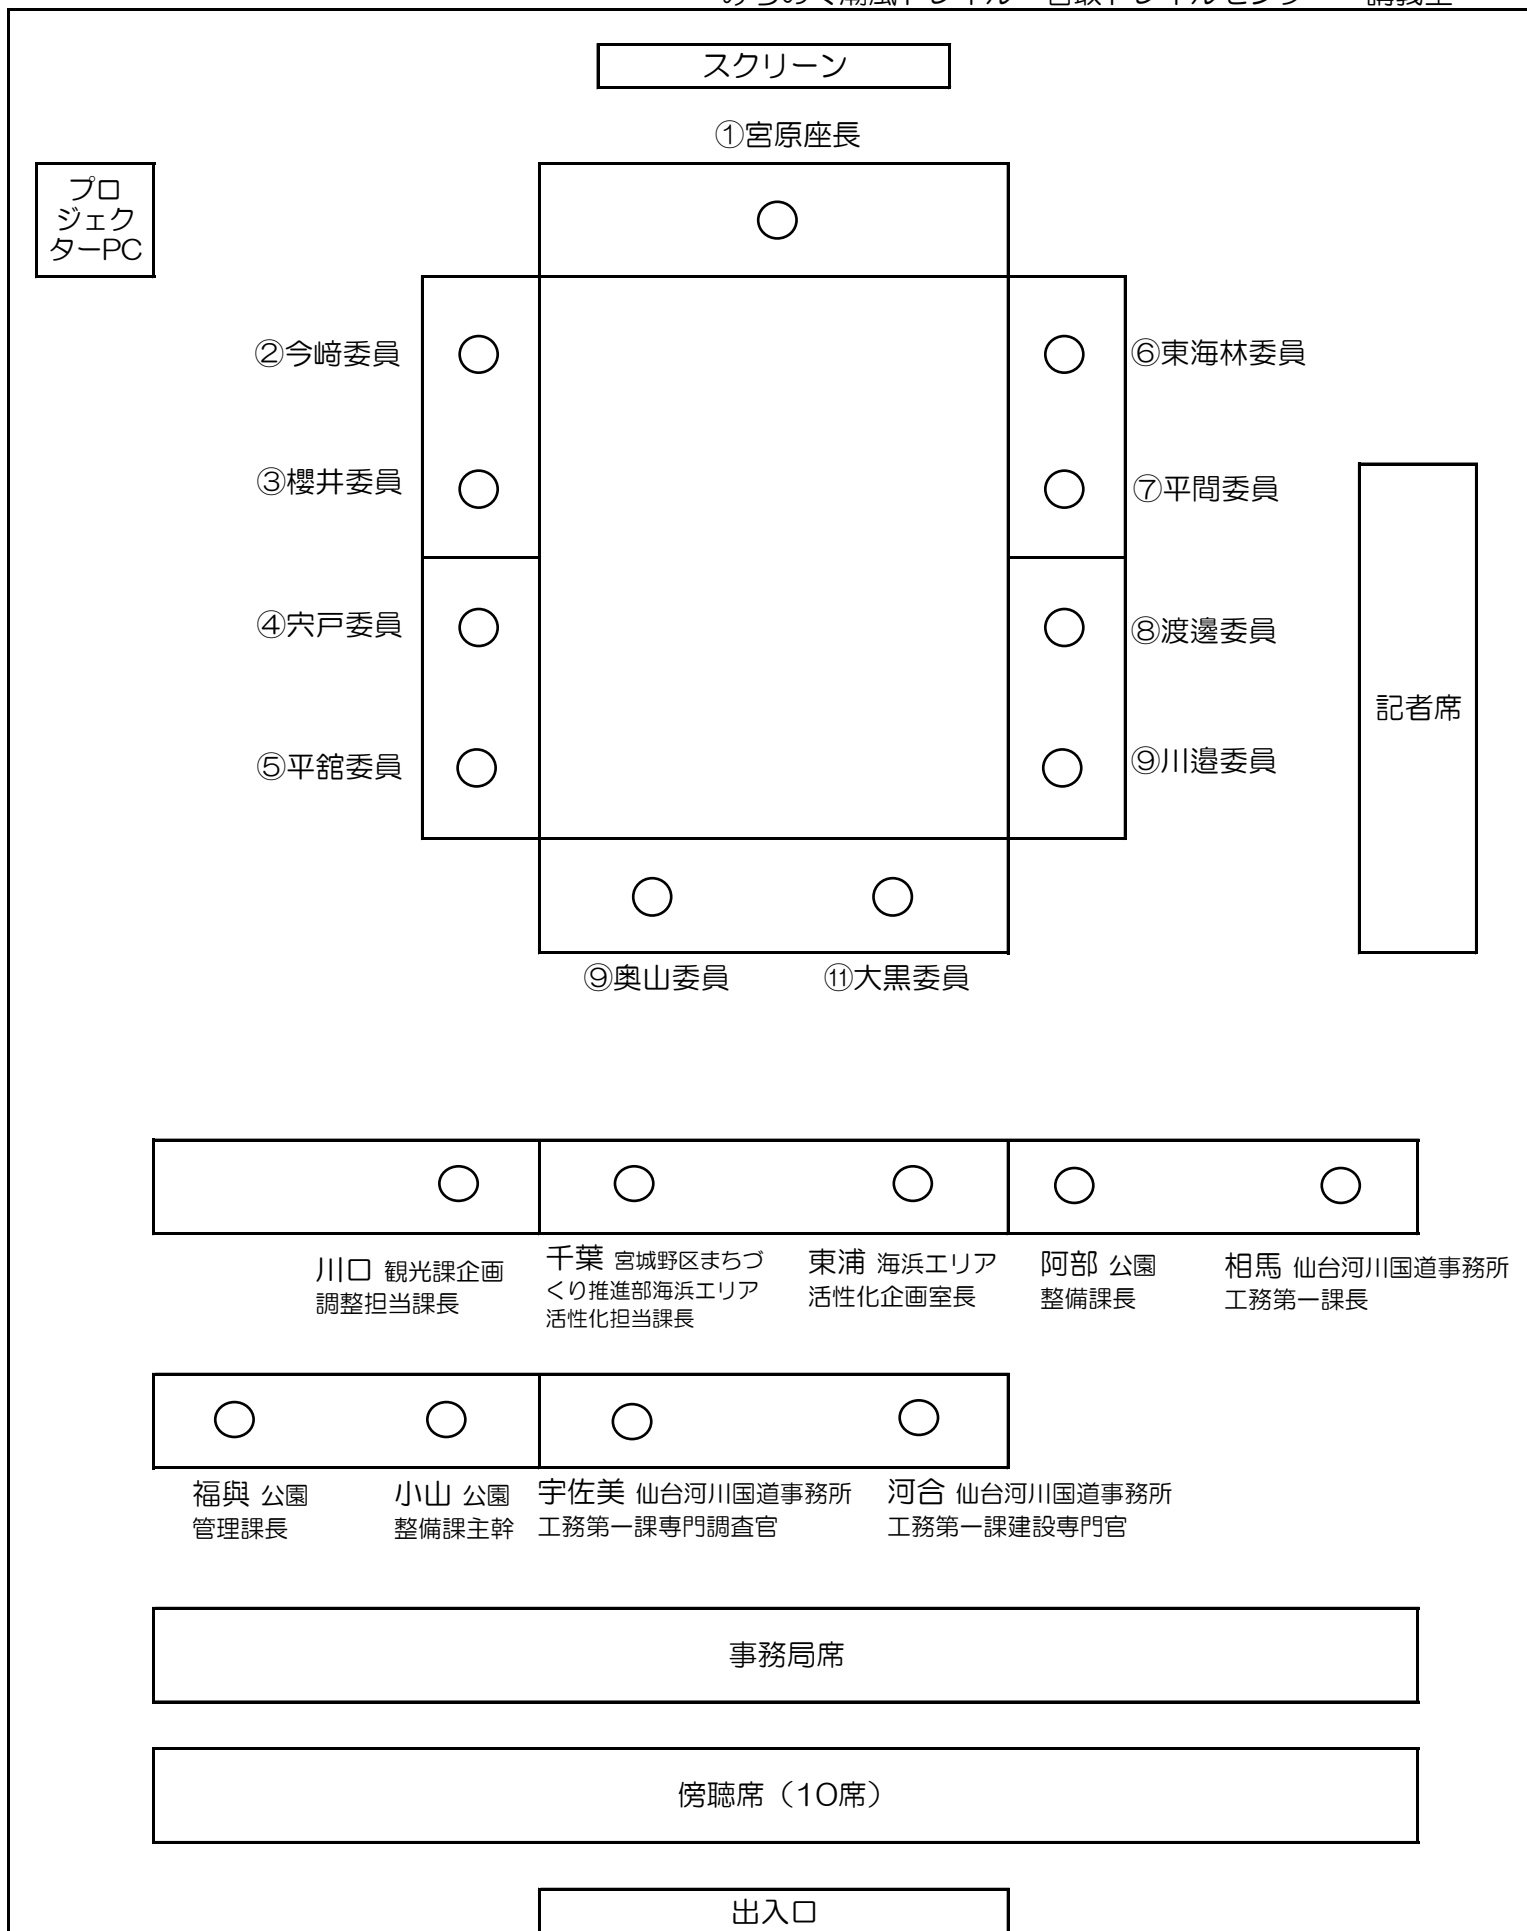 スクリーン
①宮原座長
プロ
ジェク
ターPC
②今﨑委員
⑥東海林委員
③櫻井委員
⑦平間委員
④宍戸委員
⑧渡邊委員
記者席
⑤平舘委員
⑨川邉委員
⑨奥山委員
⑪大黒委員
川口 観光課企画
調整担当課長
千葉 宮城野区まちづ
くり推進部海浜エリア
活性化担当課長
東浦 海浜エリア
活性化企画室長
阿部 公園
整備課長
相馬 仙台河川国道事務所
工務第一課長
福與 公園
管理課長
小山 公園
整備課主幹
宇佐美 仙台河川国道事務所
工務第一課専門調査官
河合 仙台河川国道事務所
工務第一課建設専門官
事務局席
傍聴席（10席）
出入口